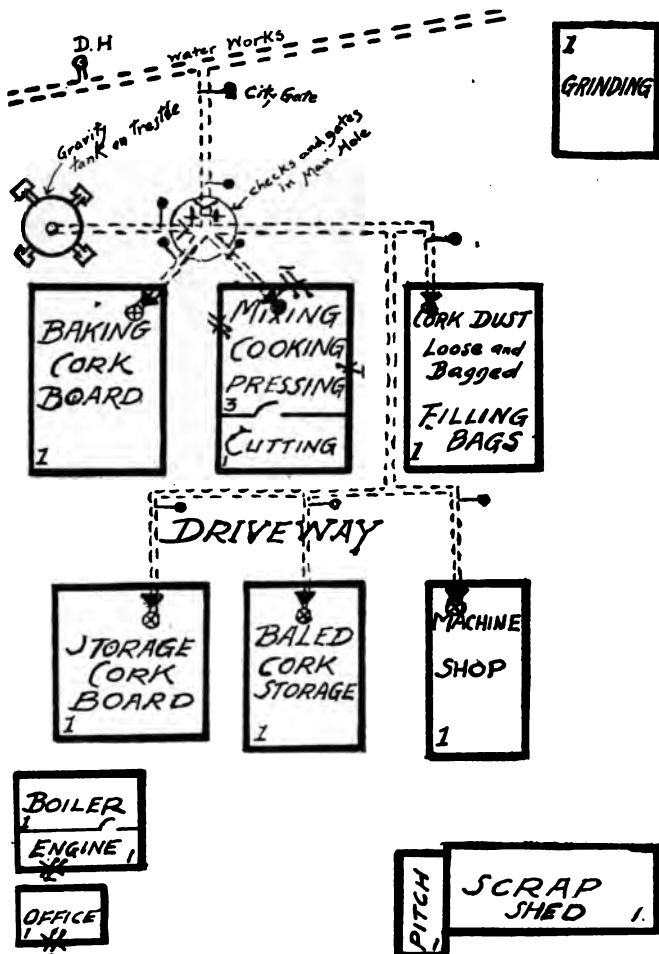 D.H
Water Works
City Gate
1
GRINDING
Gravity
tank on Trestle
checks and gates
in Man Hole
BAKING
CORK
BOARD
1
MIXING
COOKING
PRESSING
3
CUTTING
1
CORK DUST
Loose and
Bagged
FILLING
BAGS
1
DRIVEWAY
STORAGE
CORK
BOARD
1
BALED
CORK
STORAGE
1
MACHINE
SHOP
1
BOILER
1
ENGINE
1
OFFICE
1
PITCH
1
SCRAP
SHED
1.